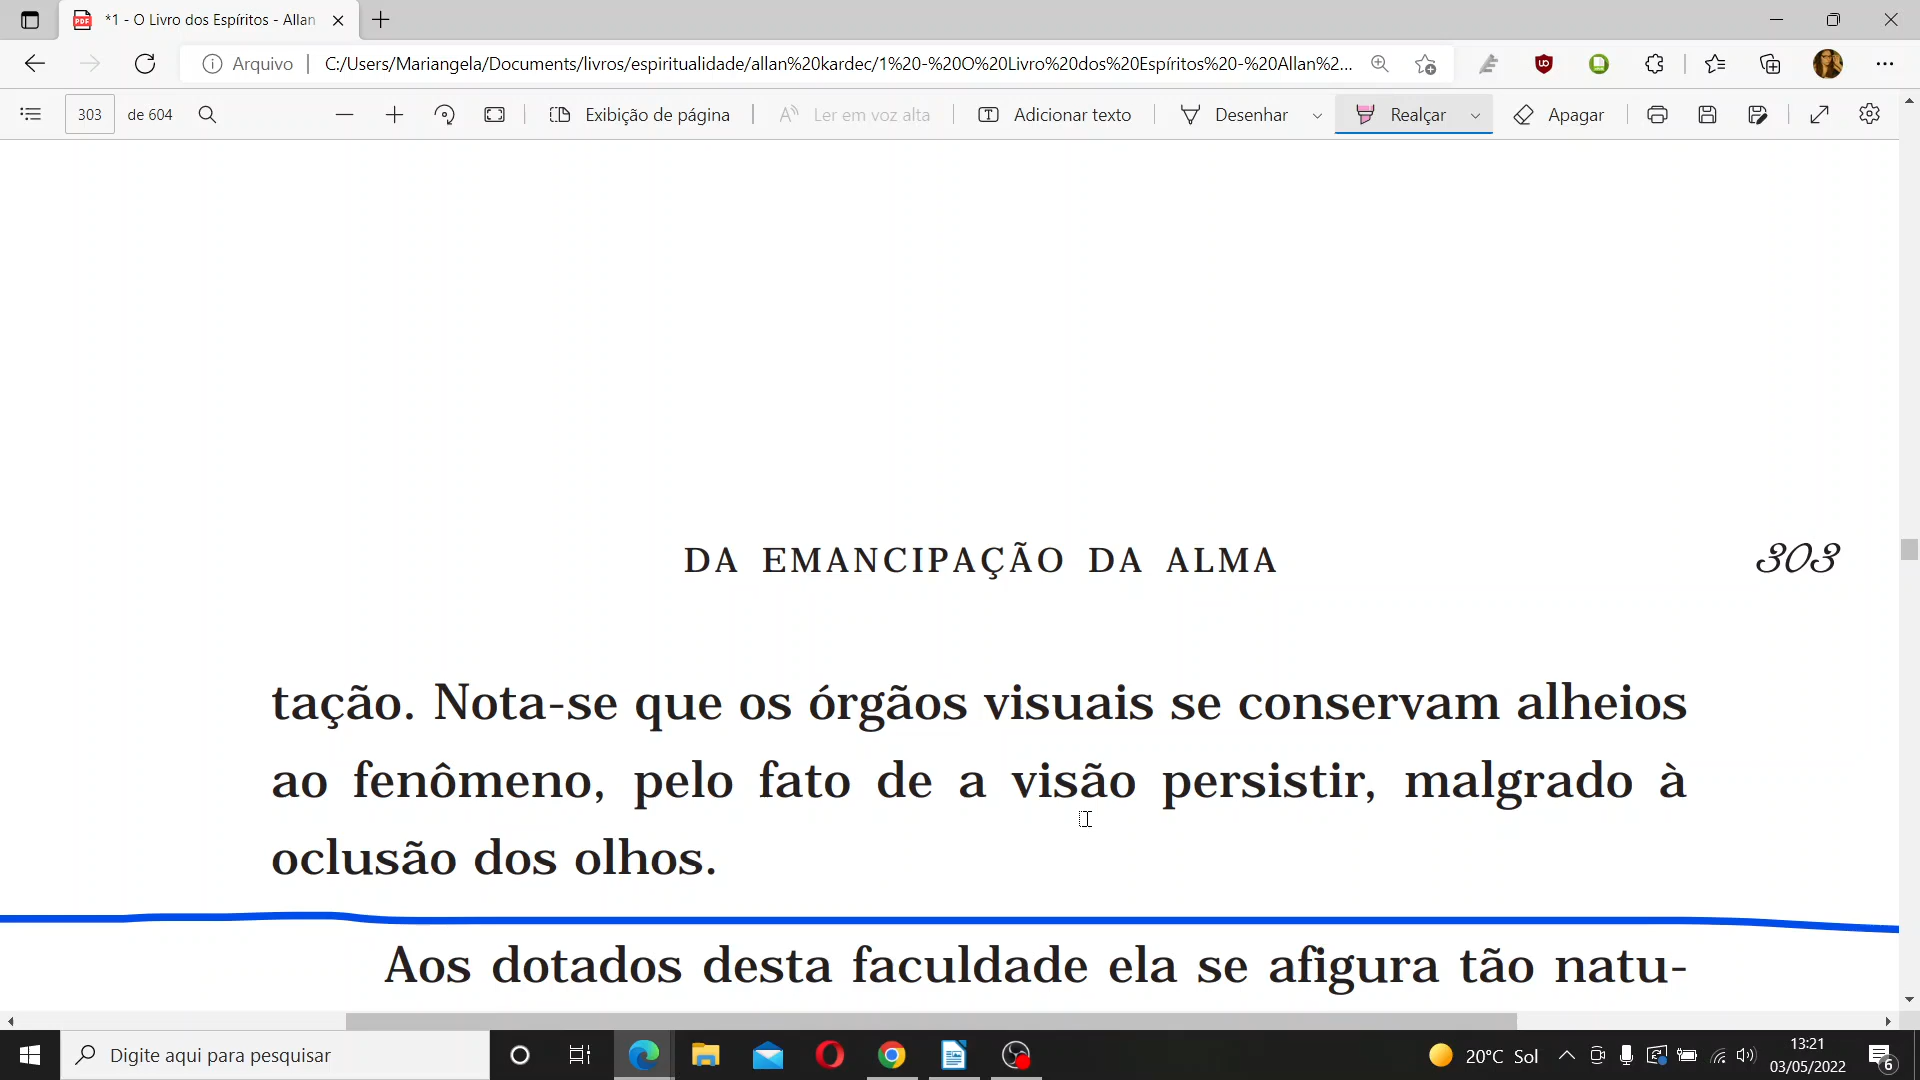 *1 - O Livro dos Espíritos - Allan
Arquivo
C:/Users/Mariangela/Documents/livros/espiritualidade/allan%20kardec/1%20-%20O%20Livro%20dos%20Espíritos%20-%20Allan%2...
303 de 604
Exibição de página
Ler em voz alta
Adicionar texto
Desenhar
Realçar
Apagar
DA EMANCIPAÇÃO DA ALMA 303
tação. Nota-se que os órgãos visuais se conservam alheios
ao fenômeno, pelo fato de a visão persistir, malgrado à
oclusão dos olhos.
Aos dotados desta faculdade ela se afigura tão natu-
Digite aqui para pesquisar
20°C Sol
13:21
03/05/2022
6